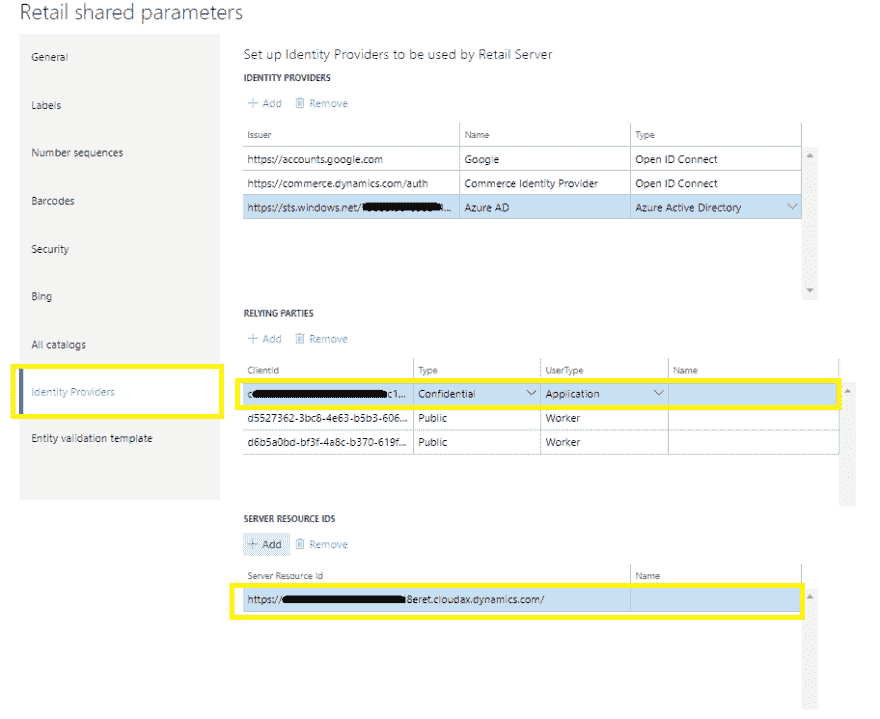 Retail shared parameters
General
Labels
Number sequences
Barcodes
Security
Bing
All catalogs
Identity Providers
Entity validation template
Set up Identity Providers to be used by Retail Server
IDENTITY PROVIDERS
+ Add Remove
Issuer Name Type
https://accounts.google.com Google Open ID Connect
https://commerce.dynamics.com/auth Commerce Identity Provider Open ID Connect
https://sts.windows.net/ 4... Azure AD Azure Active Directory
RELYING PARTIES
+ Add Remove
ClientId Type UserType Name
c c1... Confidential Application
d5527362-3bc8-4e63-b5b3-606... Public Worker
d6b5a0bd-bf3f-4a8c-b370-619f... Public Worker
SERVER RESOURCE IDS
+ Add Remove
Server Resource Id Name
https:// 8eret.cloudax.dynamics.com/